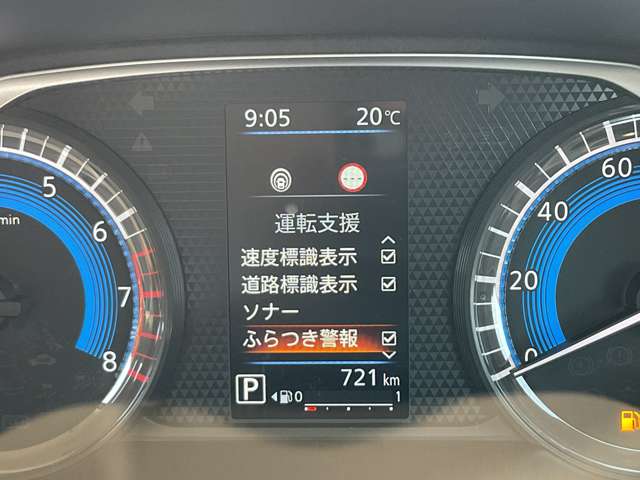 9:05 20℃
運転支援
速度標識表示
道路標識表示
ソナー
ふらつき警報
P 721 km
0 1
5
6
7
8
min
60
40
20
0